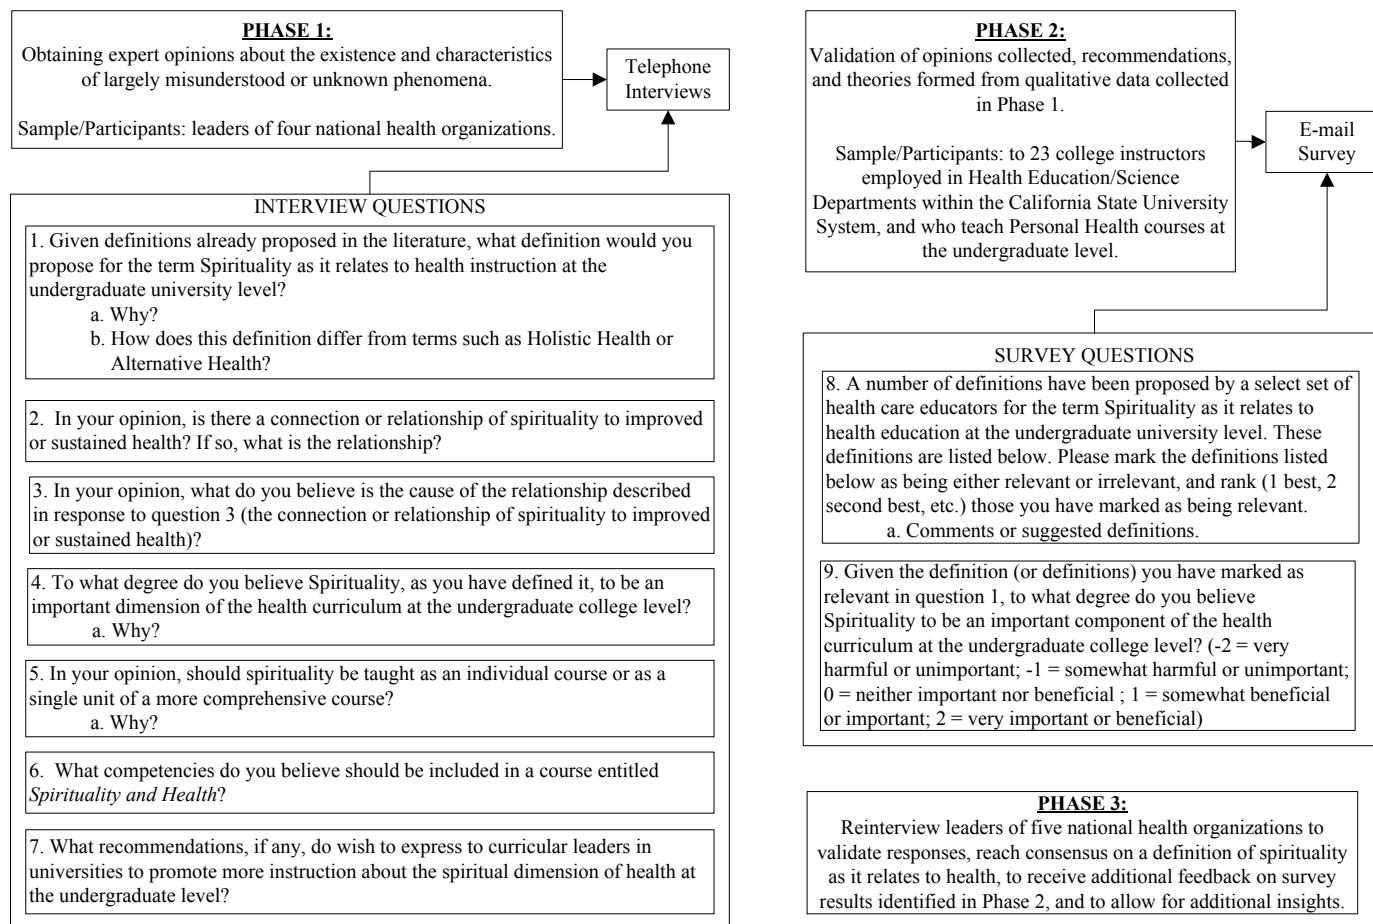 PHASE 1:
Obtaining expert opinions about the existence and characteristics
of largely misunderstood or unknown phenomena.
Sample/Participants: leaders of four national health organizations.
Telephone
Interviews
INTERVIEW QUESTIONS
1. Given definitions already proposed in the literature, what definition would you
propose for the term Spirituality as it relates to health instruction at the
undergraduate university level?
a. Why?
b. How does this definition differ from terms such as Holistic Health or
Alternative Health?
2. In your opinion, is there a connection or relationship of spirituality to improved
or sustained health? If so, what is the relationship?
3. In your opinion, what do you believe is the cause of the relationship described
in response to question 3 (the connection or relationship of spirituality to improved
or sustained health)?
4. To what degree do you believe Spirituality, as you have defined it, to be an
important dimension of the health curriculum at the undergraduate college level?
a. Why?
5. In your opinion, should spirituality be taught as an individual course or as a
single unit of a more comprehensive course?
a. Why?
6. What competencies do you believe should be included in a course entitled
Spirituality and Health?
7. What recommendations, if any, do wish to express to curricular leaders in
universities to promote more instruction about the spiritual dimension of health at
the undergraduate level?
PHASE 2:
Validation of opinions collected, recommendations,
and theories formed from qualitative data collected
in Phase 1.
Sample/Participants: to 23 college instructors
employed in Health Education/Science
Departments within the California State University
System, and who teach Personal Health courses at
the undergraduate level.
E-mail
Survey
SURVEY QUESTIONS
8. A number of definitions have been proposed by a select set of
health care educators for the term Spirituality as it relates to
health education at the undergraduate university level. These
definitions are listed below. Please mark the definitions listed
below as being either relevant or irrelevant, and rank (1 best, 2
second best, etc.) those you have marked as being relevant.
a. Comments or suggested definitions.
9. Given the definition (or definitions) you have marked as
relevant in question 1, to what degree do you believe
Spirituality to be an important component of the health
curriculum at the undergraduate college level? (-2 = very
harmful or unimportant; -1 = somewhat harmful or unimportant;
0 = neither important nor beneficial ; 1 = somewhat beneficial
or important; 2 = very important or beneficial)
PHASE 3:
Reinterview leaders of five national health organizations to
validate responses, reach consensus on a definition of spirituality
as it relates to health, to receive additional feedback on survey
results identified in Phase 2, and to allow for additional insights.